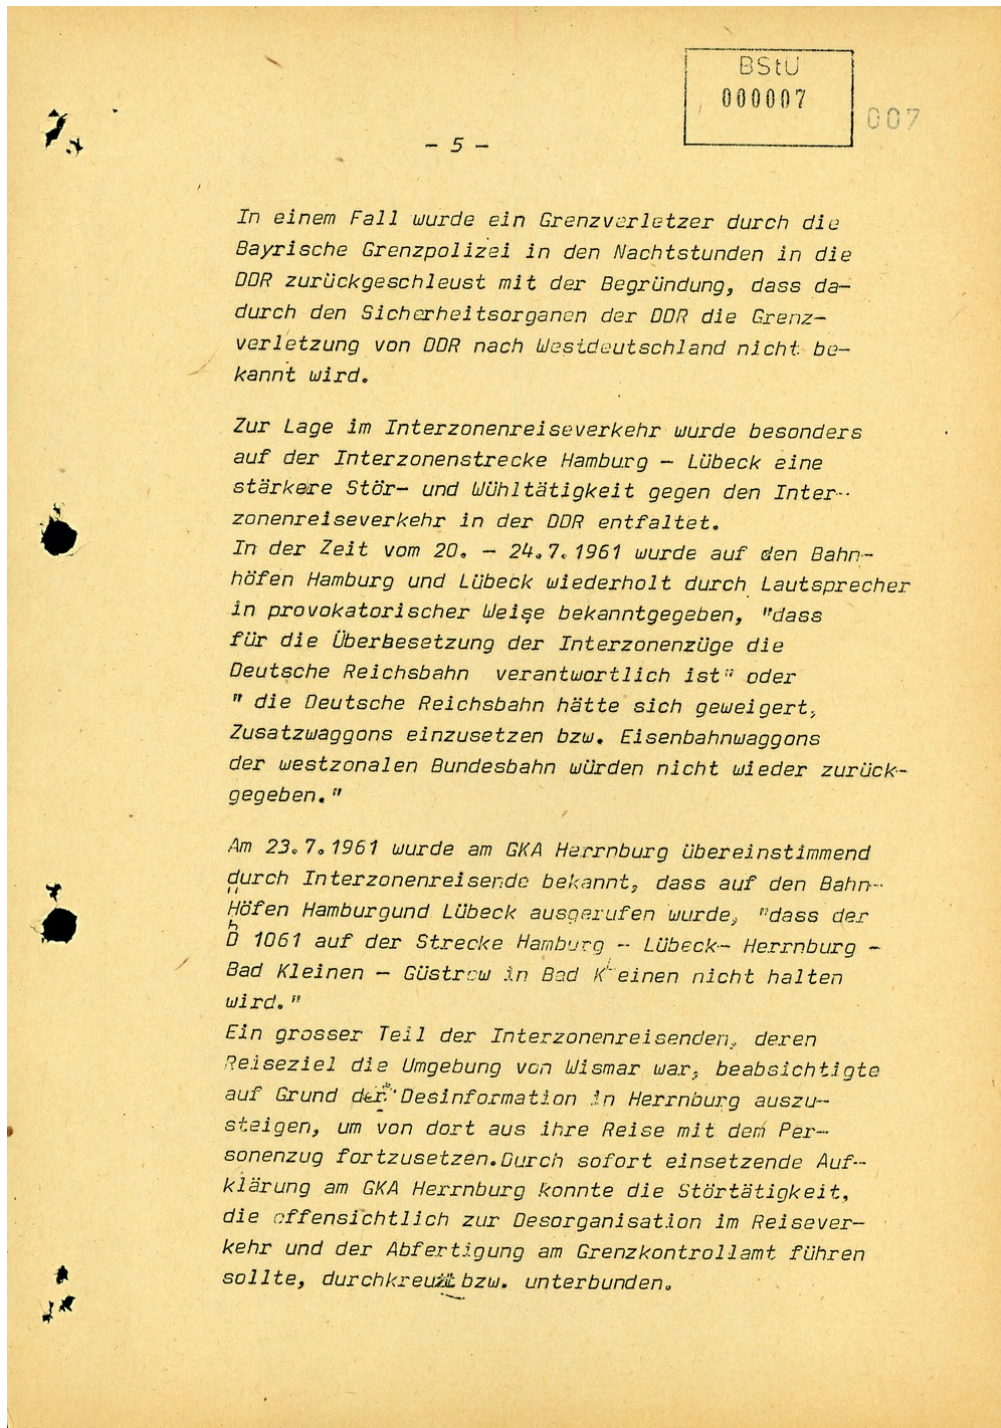 BStU
000007
007
- 5 -
In einem Fall wurde ein Grenzverletzer durch die
Bayrische Grenzpolizei in den Nachtstunden in die
DDR zurückgeschleust mit der Begründung, dass da-
durch den Sicherheitsorganen der DDR die Grenz-
verletzung von DDR nach Westdeutschland nicht be-
kannt wird.
Zur Lage im Interzonenreiseverkehr wurde besonders
auf der Interzonenstrecke Hamburg - Lübeck eine
stärkere Stör- und Wühltätigkeit gegen den Inter-
zonenreiseverkehr in der DDR entfaltet.
In der Zeit vom 20. - 24.7.1961 wurde auf den Bahn-
höfen Hamburg und Lübeck wiederholt durch Lautsprecher
in provokatorischer Weise bekanntgegeben, "dass
für die Überbesetzung der Interzonenzüge die
Deutsche Reichsbahn verantwortlich ist" oder
" die Deutsche Reichsbahn hätte sich geweigert,
Zusatzwaggons einzusetzen bzw. Eisenbahnwaggons
der westzonalen Bundesbahn würden nicht wieder zurück-
gegeben."
Am 23.7.1961 wurde am GKA Herrnburg übereinstimmend
durch Interzonenreisende bekannt, dass auf den Bahn-
Höfen Hamburgund Lübeck ausgerufen wurde, "dass der
D 1061 auf der Strecke Hamburg - Lübeck- Herrnburg -
Bad Kleinen - Güstrow in Bad Kleinen nicht halten
wird."
Ein grosser Teil der Interzonenreisenden, deren
Reiseziel die Umgebung von Wismar war, beabsichtigte
auf Grund der Desinformation in Herrnburg auszu-
steigen, um von dort aus ihre Reise mit dem Per-
sonenzug fortzusetzen.Durch sofort einsetzende Auf-
klärung am GKA Herrnburg konnte die Störtätigkeit,
die offensichtlich zur Desorganisation im Reisever-
kehr und der Abfertigung am Grenzkontrollamt führen
sollte, durchkreuzt bzw. unterbunden.